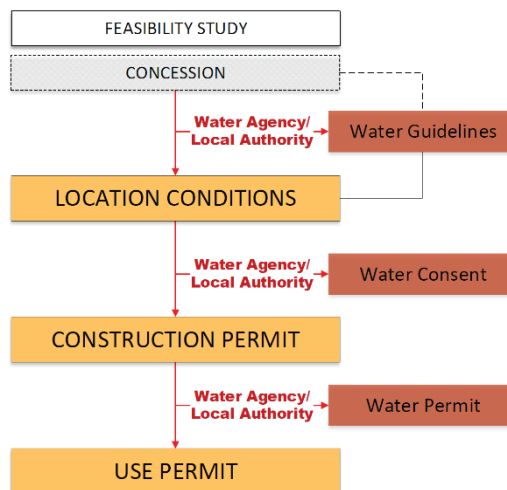 FEASIBILITY STUDY
CONCESSION
Water Agency/
Local Authority
Water Guidelines
LOCATION CONDITIONS
Water Agency/
Local Authority
Water Consent
CONSTRUCTION PERMIT
Water Agency/
Local Authority
Water Permit
USE PERMIT